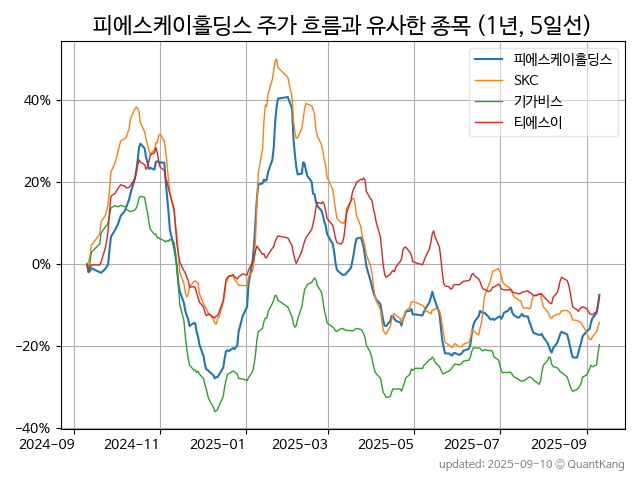 피에스케이홀딩스 주가 흐름과 유사한 종목 (1년, 5일선)
피에스케이홀딩스
SKC
기가비스
티에스이
40%
20%
0%
−20%
−40%
2024-09 2024-11 2025-01 2025-03 2025-05 2025-07 2025-09
updated: 2025-09-10 © QuantKang